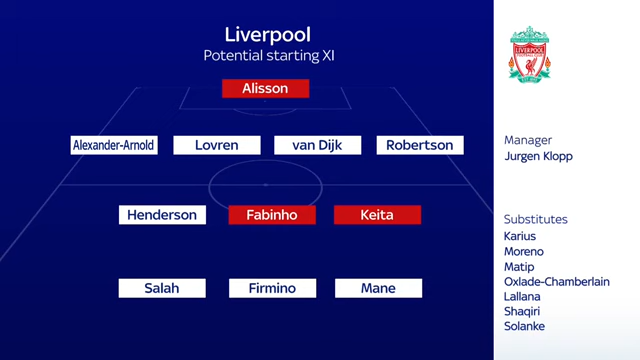 Liverpool
Potential starting XI
Alisson
Alexander-Arnold Lovren van Dijk Robertson
Henderson Fabinho Keita
Salah Firmino Mane
Manager
Jurgen Klopp
Substitutes
Karius
Moreno
Matip
Oxlade-Chamberlain
Lallana
Shaqiri
Solanke